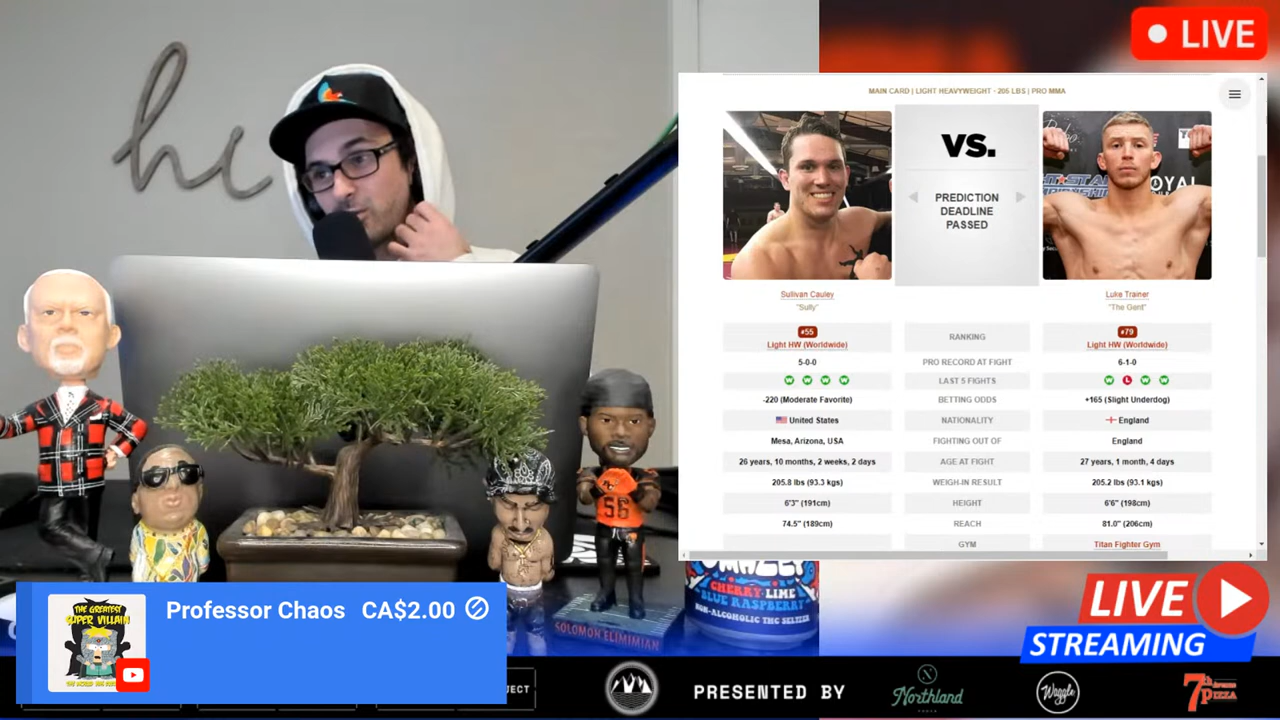 LIVE
hi
MAIN CARD | LIGHT HEAVYWEIGHT - 205 LBS | PRO MMA
VS.
PREDICTION
DEADLINE
PASSED
ROYAL
Sullivan Cauley
"Sully"
Luke Trainer
"The Gent"
#55
RANKING
#79
Light HW (Worldwide)
Light HW (Worldwide)
5-0-0
PRO RECORD AT FIGHT
6-1-0
W W W W
LAST 5 FIGHTS
W L W W
-220 (Moderate Favorite)
BETTING ODDS
+165 (Slight Underdog)
United States
NATIONALITY
England
Mesa, Arizona, USA
FIGHTING OUT OF
England
26 years, 10 months, 2 weeks, 2 days
AGE AT FIGHT
27 years, 1 month, 4 days
205.8 lbs (93.3 kgs)
WEIGH-IN RESULT
205.2 lbs (93.1 kgs)
6'3" (191cm)
HEIGHT
6'6" (198cm)
74.5" (189cm)
REACH
81.0" (206cm)
GYM
Titan Fighter Gym
56
SOLOMON ELIMIMIAN
CHERRY-LIME
BLUE RASPBERRY
NON-ALCOHOLIC THC SELTZER
THE GREATEST
SUPER VILLAIN
Professor Chaos CA$2.00
LIVE
STREAMING
PRESENTED BY
Northland
Waggle
7th Avenue
PIZZA